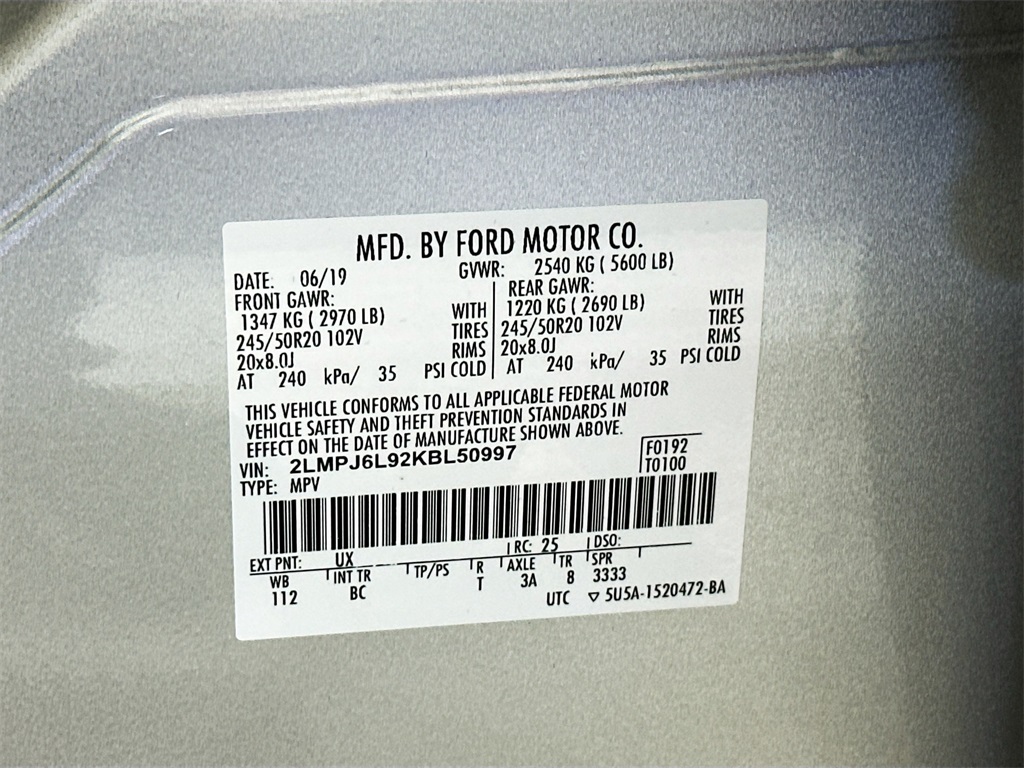 MFD. BY FORD MOTOR CO.
DATE: 06/19 GVWR: 2540 KG ( 5600 LB)
FRONT GAWR: REAR GAWR:
1347 KG ( 2970 LB) WITH 1220 KG ( 2690 LB) WITH
245/50R20 102V TIRES 245/50R20 102V TIRES
20x8.0J RIMS 20x8.0J RIMS
AT 240 kPa/ 35 PSI COLD AT 240 kPa/ 35 PSI COLD
THIS VEHICLE CONFORMS TO ALL APPLICABLE FEDERAL MOTOR
VEHICLE SAFETY AND THEFT PREVENTION STANDARDS IN
EFFECT ON THE DATE OF MANUFACTURE SHOWN ABOVE.
VIN: 2LMPJ6L92KBL50997 F0192
TYPE: MPV T0100
EXT PNT: UX RC: 25 DSO:
WB INT TR TP/PS R AXLE TR SPR
112 BC T 3A 8 3333
UTC ▽ 5U5A-1520472-BA